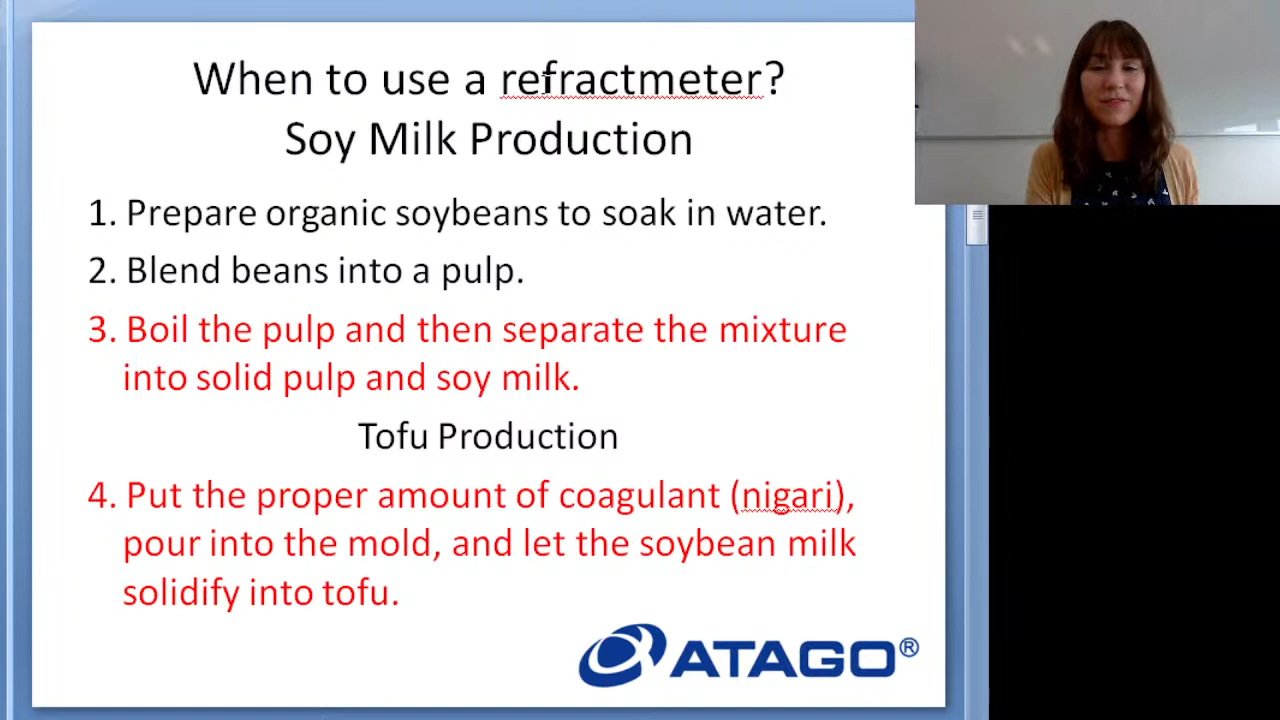 When to use a refractmeter?
Soy Milk Production
1. Prepare organic soybeans to soak in water.
2. Blend beans into a pulp.
3. Boil the pulp and then separate the mixture
into solid pulp and soy milk.
Tofu Production
4. Put the proper amount of coagulant (nigari),
pour into the mold, and let the soybean milk
solidify into tofu.
ATAGO®